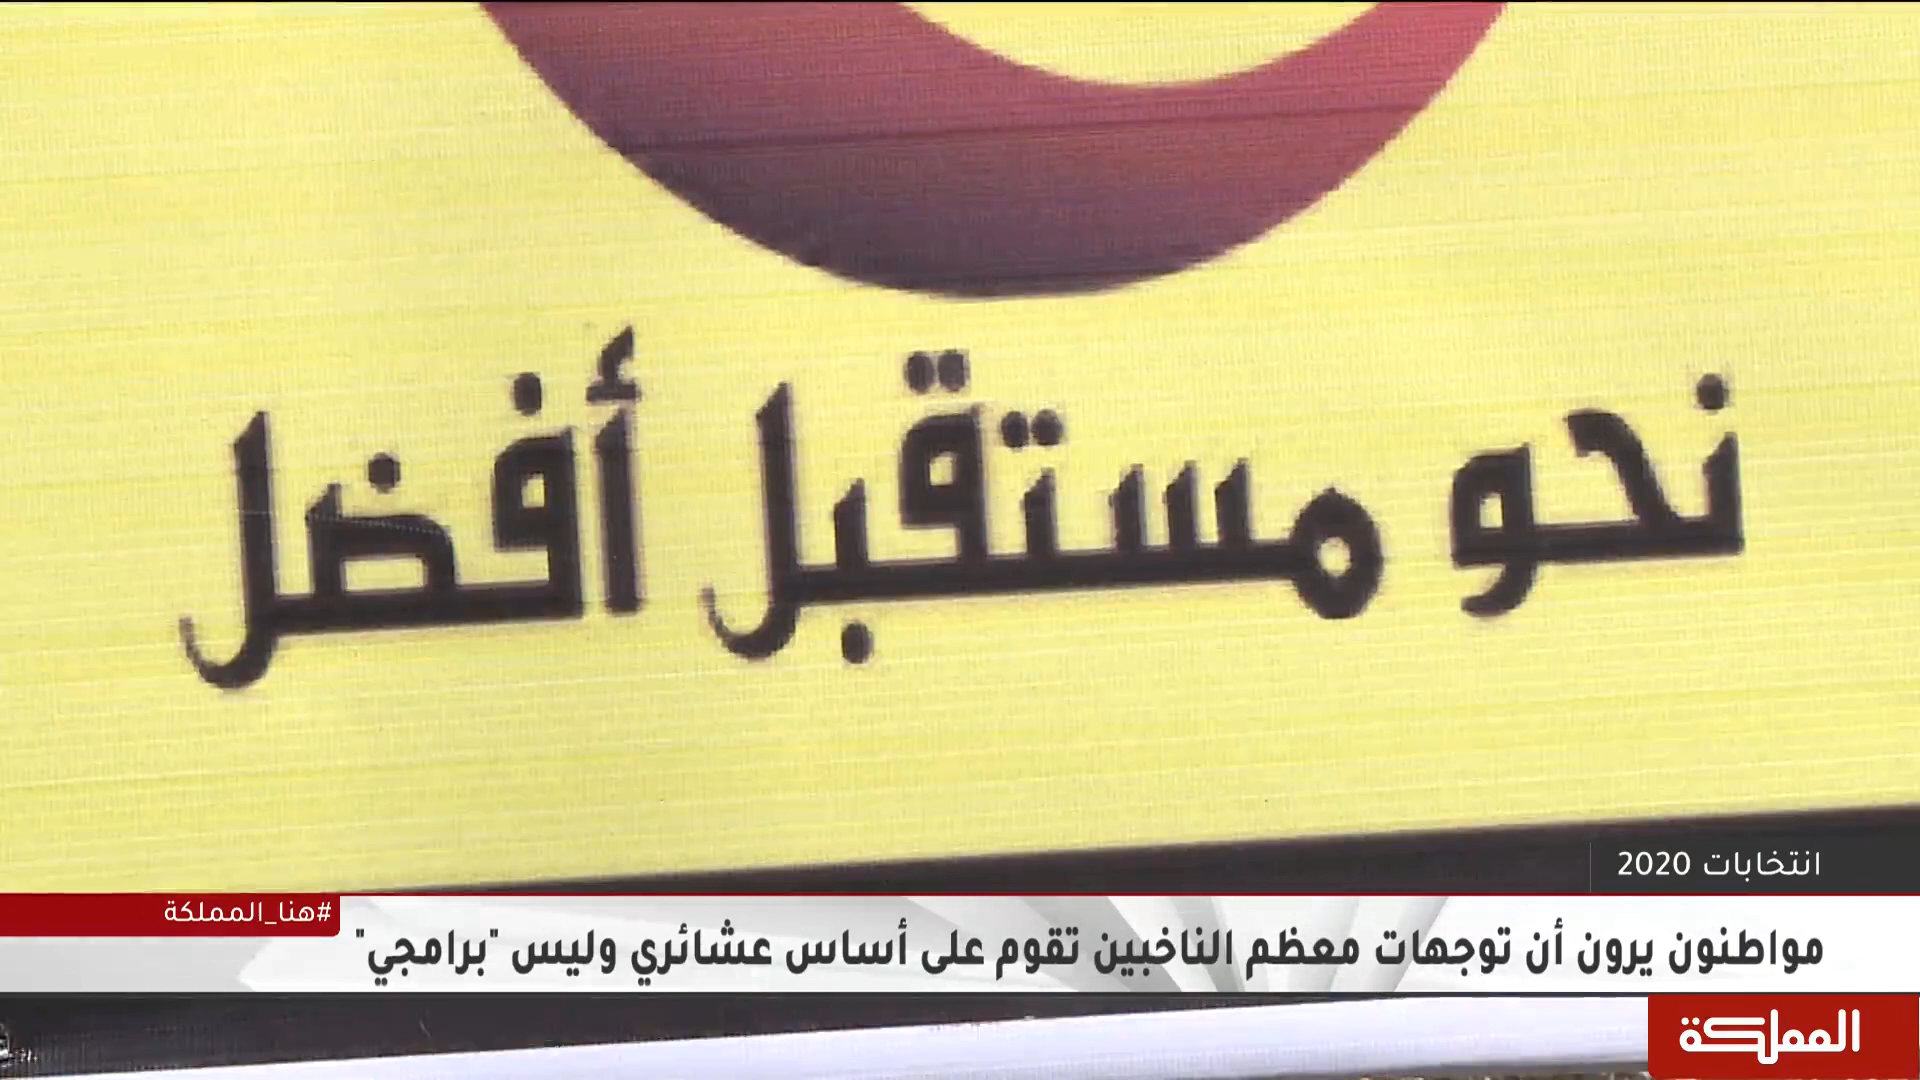 نحو مستقبل أفضل
انتخابات 2020
#هنا_المملكة
مواطنون يرون أن توجهات معظم الناخبين تقوم على أساس عشائري وليس "برامجي"
المملكة